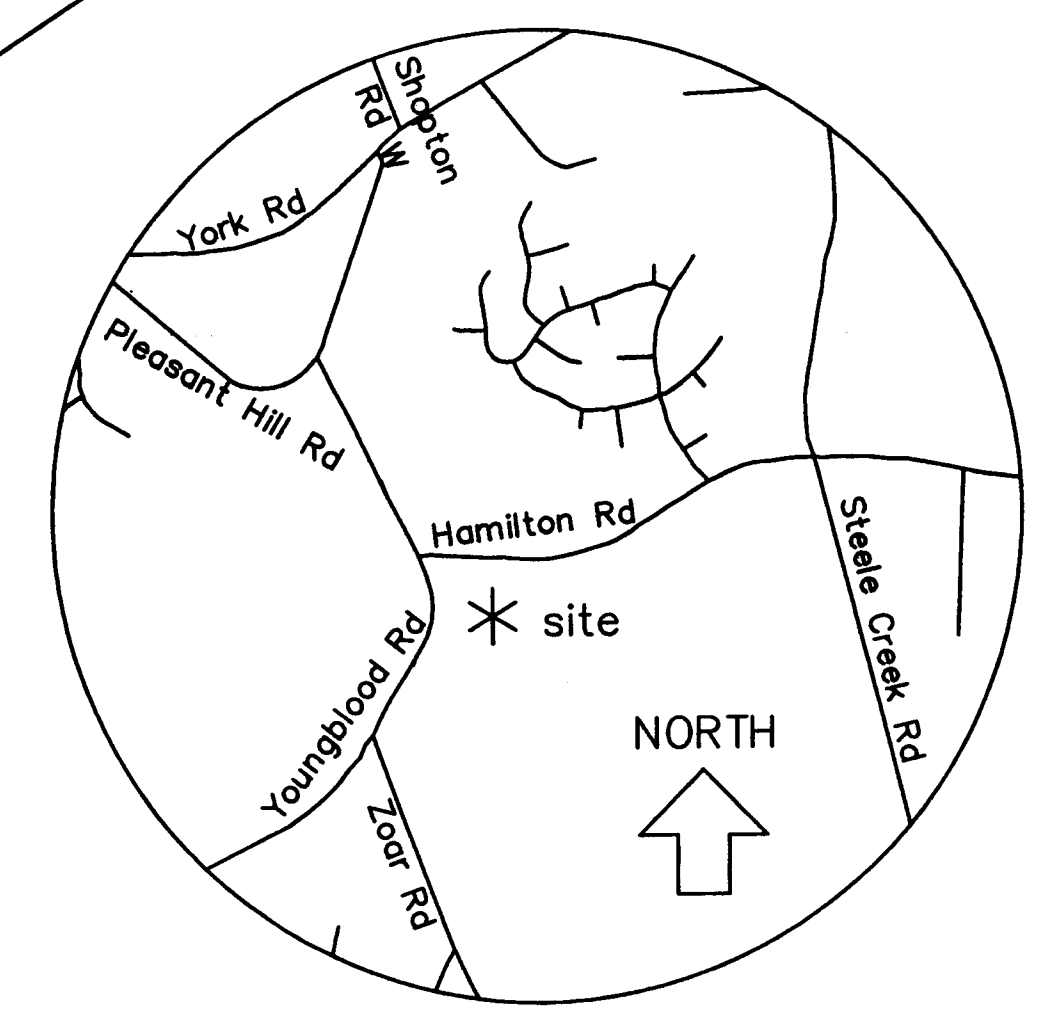 Shopton
Rd
W
York Rd
Pleasant Hill Rd
Hamilton Rd
Steele Creek Rd
site
Youngblood Rd
NORTH
Zoar Rd